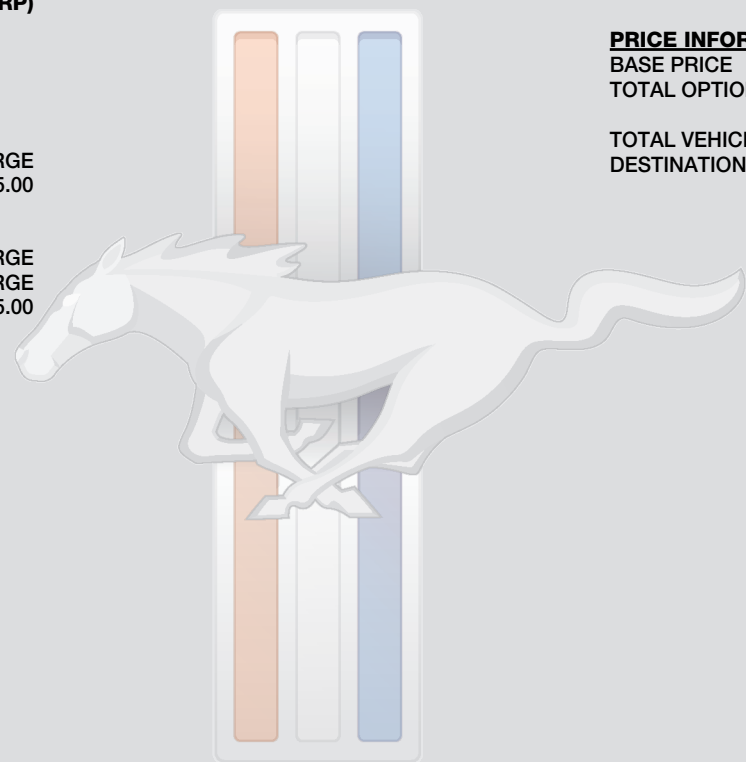 RP)
RGE
5.00
RGE
RGE
5.00
PRICE INFOR
BASE PRICE
TOTAL OPTIO
TOTAL VEHICL
DESTINATION